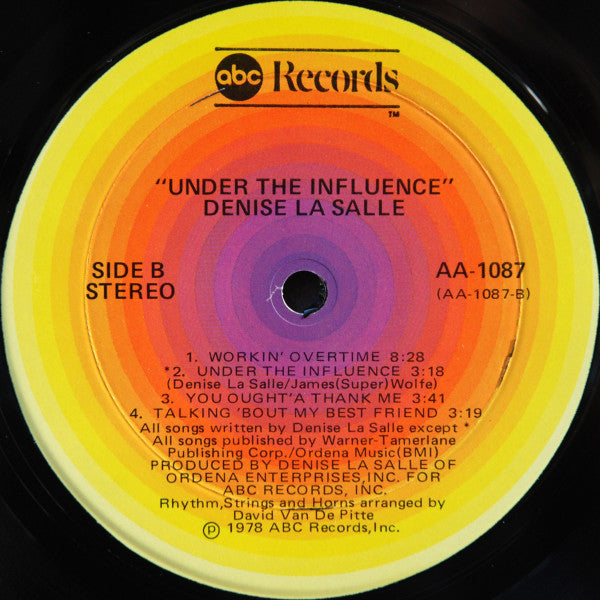 abc Records
TM
"UNDER THE INFLUENCE"
DENISE LA SALLE
SIDE B
STEREO
AA-1087
(AA-1087-B)
1. WORKIN' OVERTIME 8:28
*2. UNDER THE INFLUENCE 3:18
(Denise La Salle/James(Super)Wolfe)
3. YOU OUGHT'A THANK ME 3:41
4. TALKING 'BOUT MY BEST FRIEND 3:19
All songs written by Denise La Salle except *
All songs published by Warner-Tamerlane
Publishing Corp./Ordena Music(BMI)
PRODUCED BY DENISE LA SALLE OF
ORDENA ENTERPRISES,INC. FOR
ABC RECORDS, INC.
Rhythm,Strings and Horns arranged by
David Van De Pitte
℗ 1978 ABC Records,Inc.